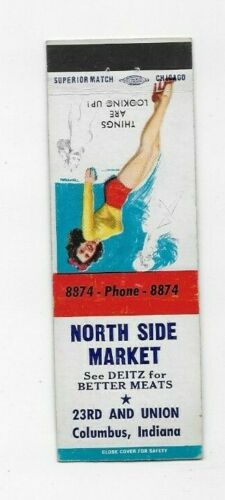 SUPERIOR MATCH CHICAGO
THINGS
ARE
LOOKING UP!
8874 - Phone - 8874
NORTH SIDE
MARKET
See DEITZ for
BETTER MEATS
★
23RD AND UNION
Columbus, Indiana
CLOSE COVER FOR SAFETY